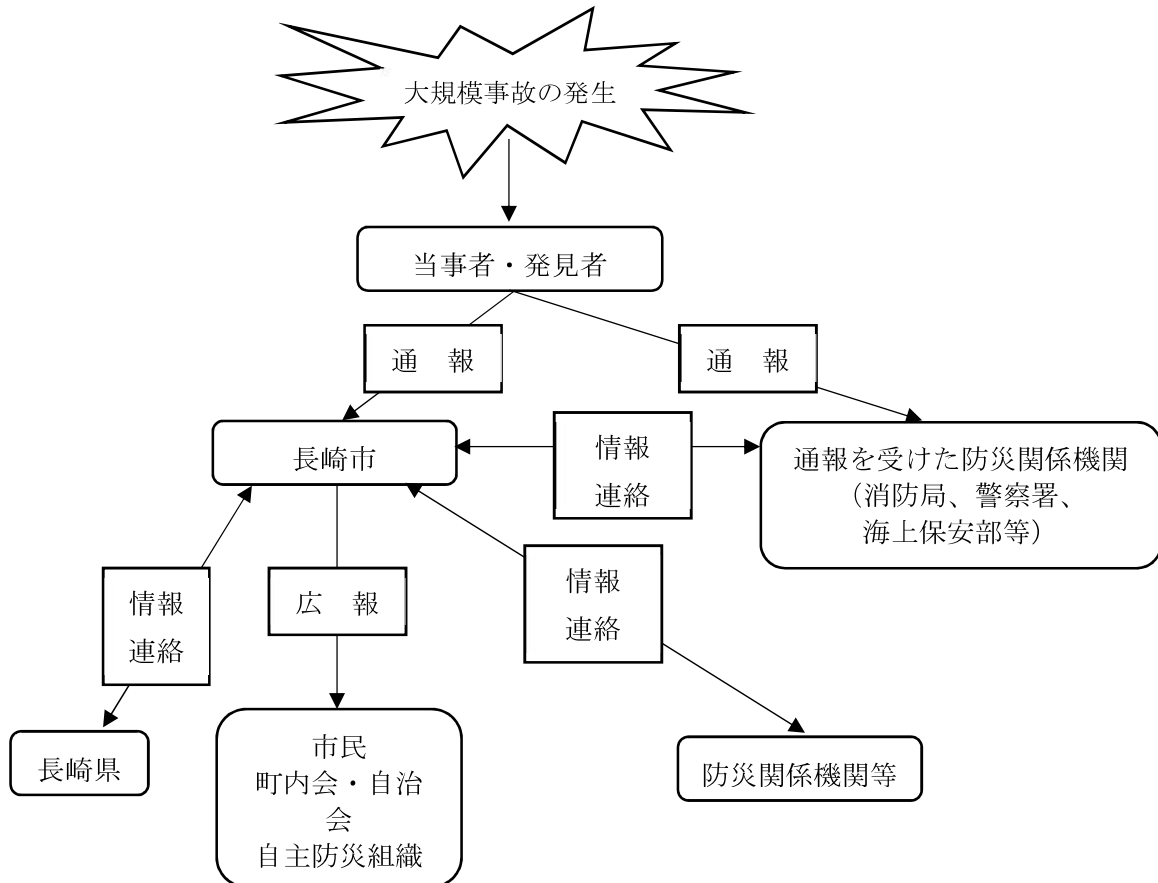 大規模事故の発生
当事者・発見者
通　報
通　報
長崎市
情報
連絡
通報を受けた防災関係機関
（消防局、警察署、
海上保安部等）
情報
連絡
広　報
情報
連絡
長崎県
市民
町内会・自治
会
自主防災組織
防災関係機関等